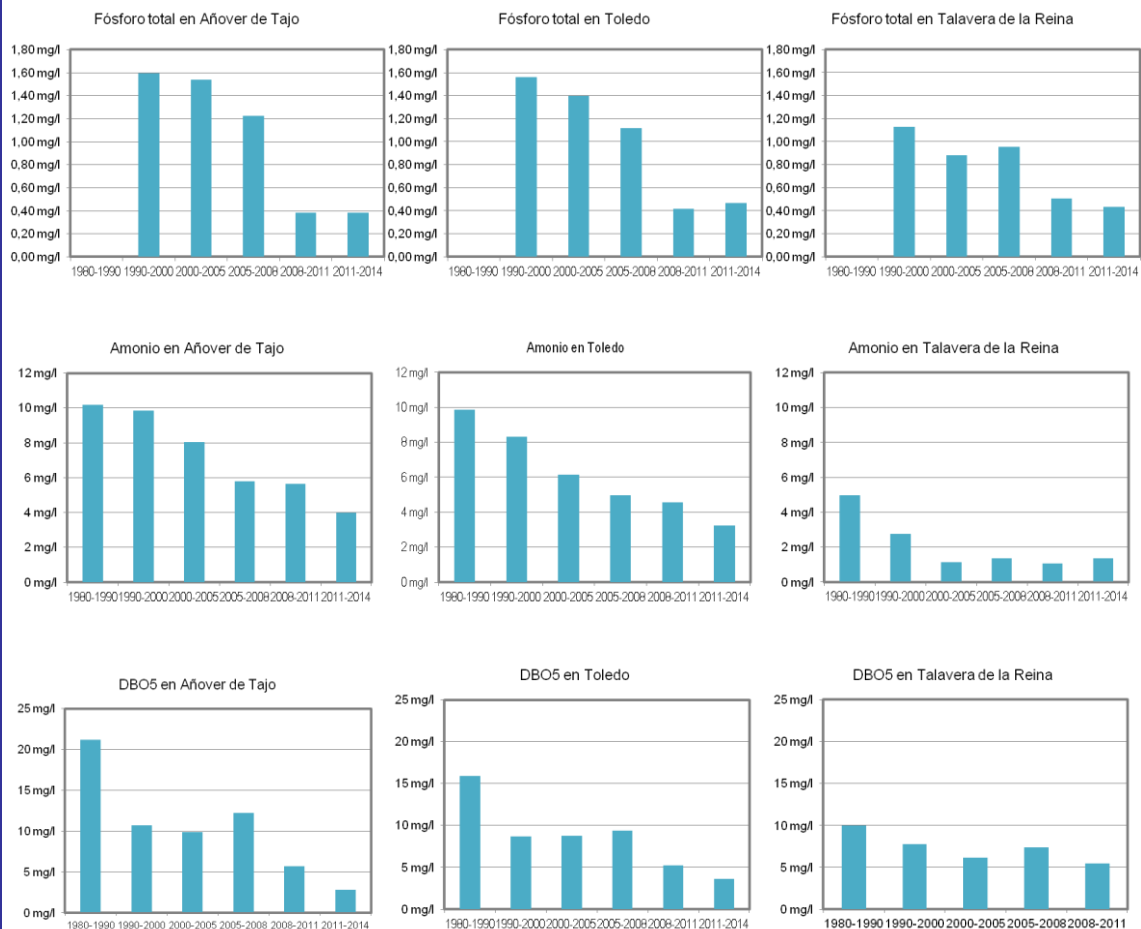 Fósforo total en Añover de Tajo
1,80 mg/l
1,60 mg/l
1,40 mg/l
1,20 mg/l
1,00 mg/l
0,80 mg/l
0,60 mg/l
0,40 mg/l
0,20 mg/l
0,00 mg/l
1980-1990 1990-2000 2000-2005 2005-2008 2008-2011 2011-2014
Fósforo total en Toledo
1,80 mg/l
1,60 mg/l
1,40 mg/l
1,20 mg/l
1,00 mg/l
0,80 mg/l
0,60 mg/l
0,40 mg/l
0,20 mg/l
0,00 mg/l
1980-1990 1990-2000 2000-2005 2005-2008 2008-2011 2011-2014
Fósforo total en Talavera de la Reina
1,80 mg/l
1,60 mg/l
1,40 mg/l
1,20 mg/l
1,00 mg/l
0,80 mg/l
0,60 mg/l
0,40 mg/l
0,20 mg/l
0,00 mg/l
1980-1990 1990-2000 2000-2005 2005-2008 2008-2011 2011-2014
Amonio en Añover de Tajo
12 mg/l
10 mg/l
8 mg/l
6 mg/l
4 mg/l
2 mg/l
0 mg/l
1980-1990 1990-2000 2000-2005 2005-2008 2008-2011 2011-2014
Amonio en Toledo
12 mg/l
10 mg/l
8 mg/l
6 mg/l
4 mg/l
2 mg/l
0 mg/l
1980-1990 1990-2000 2000-2005 2005-2008 2008-2011 2011-2014
Amonio en Talavera de la Reina
12 mg/l
10 mg/l
8 mg/l
6 mg/l
4 mg/l
2 mg/l
0 mg/l
1980-1990 1990-2000 2000-2005 2005-2008 2008-2011 2011-2014
DBO5 en Añover de Tajo
25 mg/l
20 mg/l
15 mg/l
10 mg/l
5 mg/l
0 mg/l
1980-1990 1990-2000 2000-2005 2005-2008 2008-2011 2011-2014
DBO5 en Toledo
25 mg/l
20 mg/l
15 mg/l
10 mg/l
5 mg/l
0 mg/l
1980-1990 1990-2000 2000-2005 2005-2008 2008-2011 2011-2014
DBO5 en Talavera de la Reina
25 mg/l
20 mg/l
15 mg/l
10 mg/l
5 mg/l
0 mg/l
1980-1990 1990-2000 2000-2005 2005-2008 2008-2011